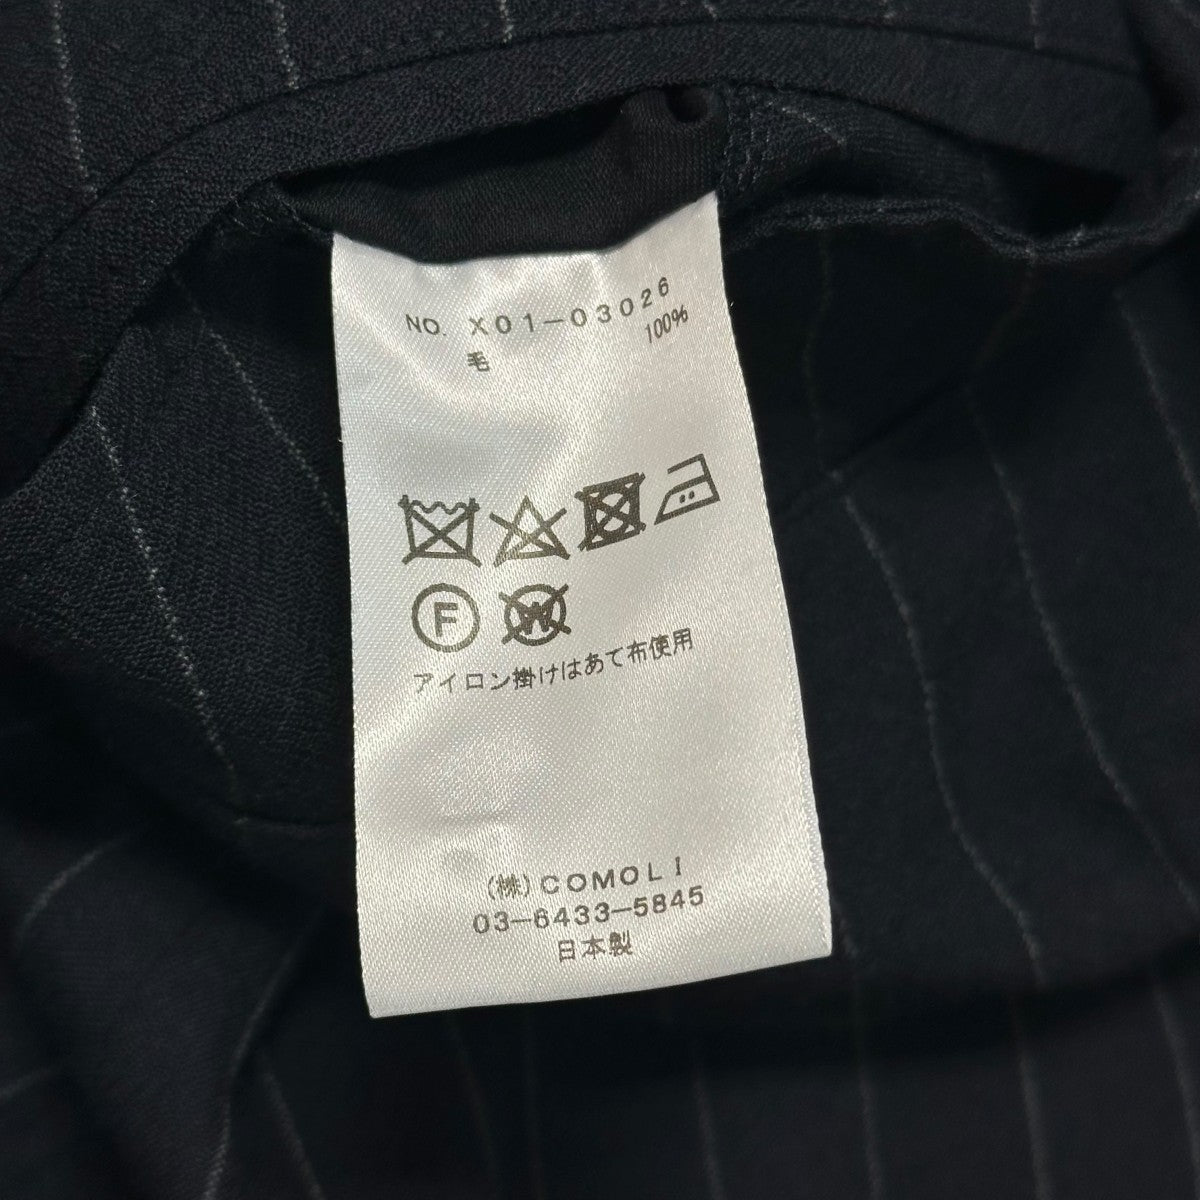 NO. X01-03026
毛 100%
F W
アイロン掛けはあて布使用
(株)COMOLI
03-6433-5845
日本製